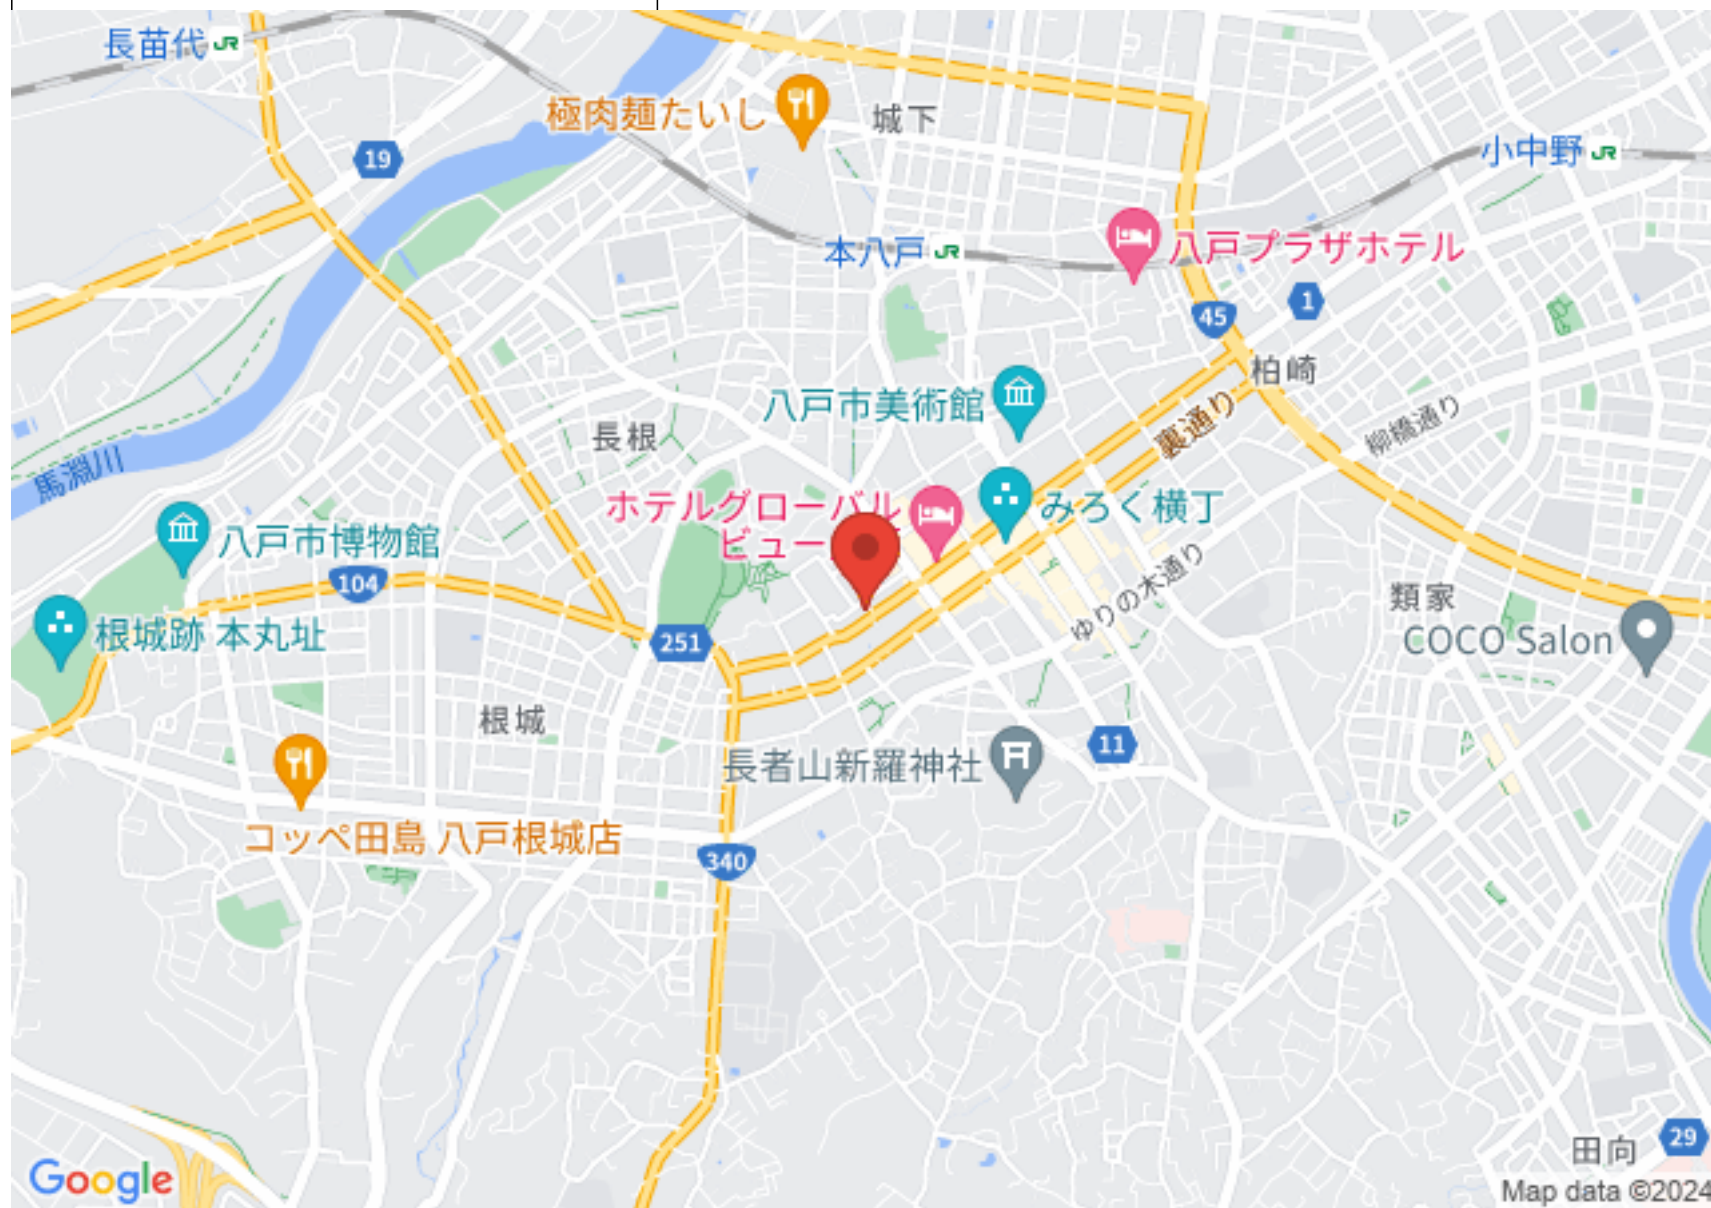 長苗代 JR
極肉麺たいし
城下
19
小中野 JR
本八戸 JR
八戸プラザホテル
45
1
柏崎
八戸市美術館
裏通り
柳橋通り
長根
馬淵川
ホテルグローバル
ビュー
みろく横丁
八戸市博物館
104
ゆりの木通り
類家
根城跡 本丸址
251
COCO Salon
根城
長者山新羅神社
11
コッペ田島 八戸根城店
340
田向
29
Google
Map data ©2024